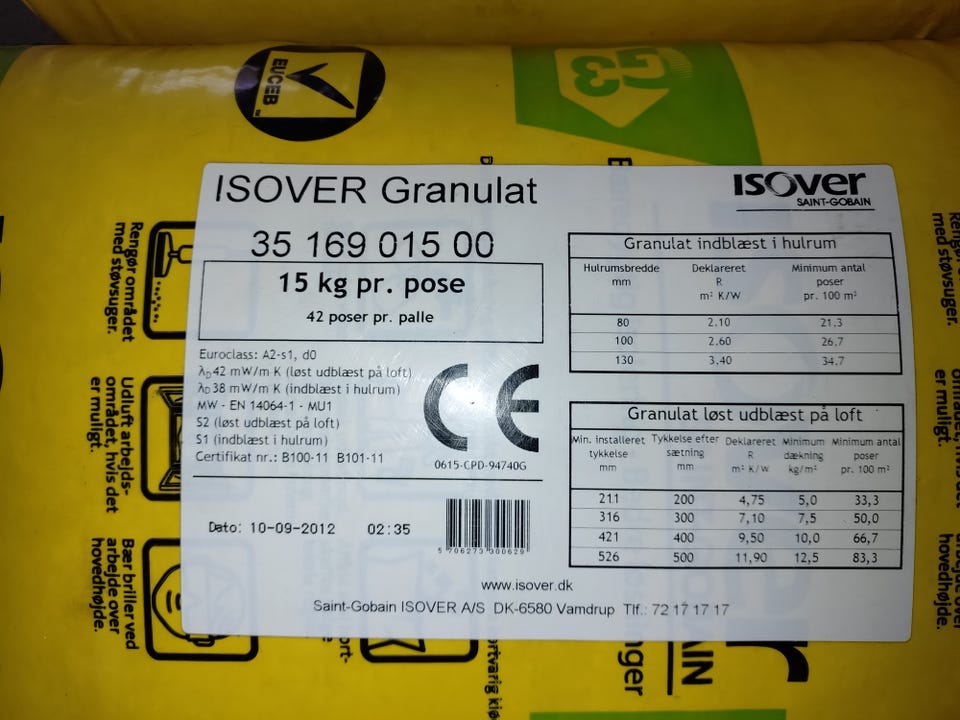 EUCEB
G3
ISOVER Granulat
isover
SAINT-GOBAIN
35 169 015 00
15 kg pr. pose
42 poser pr. palle
Euroclass: A2-s1, d0
λD42 mW/m K (løst udblæst på loft)
λD38 mW/m K (indblæst i hulrum)
MW - EN 14064-1 - MU1
S2 (løst udblæst på loft)
S1 (indblæst i hulrum)
Certifikat nr.: B100-11 B101-11
CE
0615-CPD-94740G
Dato: 10-09-2012 02:35
5 706273 300629
Granulat indblæst i hulrum
Hulrumsbredde Deklareret Minimum antal
mm R poser
m² K/W pr. 100 m²
80 2.10 21.3
100 2.60 26.7
130 3.40 34.7
Granulat løst udblæst på loft
Min. installeret Tykkelse efter Deklareret Minimum Minimum antal
tykkelse sætning R dækning poser
mm mm m² K/W kg/m² pr. 100 m²
211 200 4,75 5,0 33,3
316 300 7,10 7,5 50,0
421 400 9,50 10,0 66,7
526 500 11,90 12,5 83,3
www.isover.dk
Saint-Gobain ISOVER A/S DK-6580 Vamdrup Tlf.: 72 17 17 17
Rengør området
med støvsuger.
Udluft arbejds-
området, hvis det
er muligt.
Bær briller ved
arbejde over
hovedhøjde.